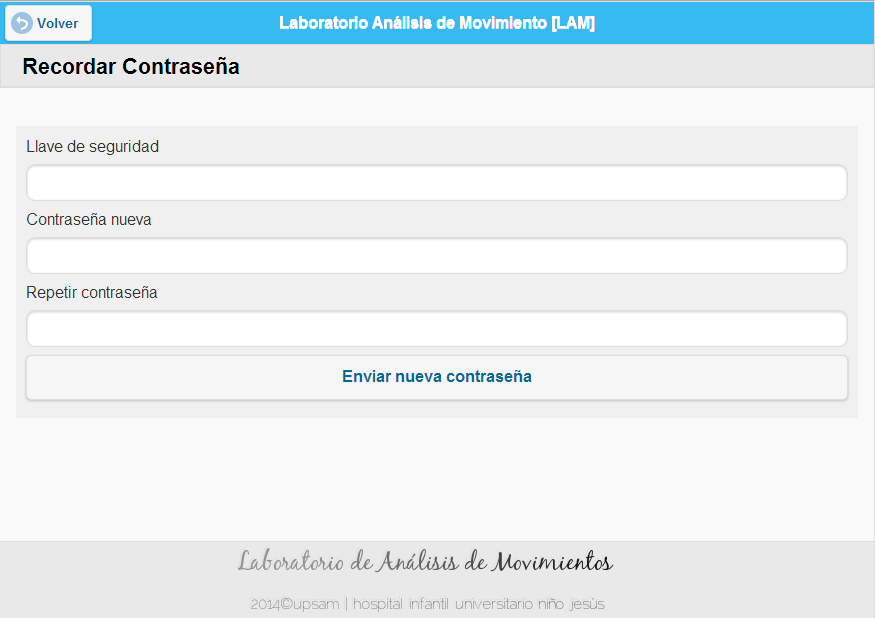 Volver
Laboratorio Análisis de Movimiento [LAM]
Recordar Contraseña
Llave de seguridad
Contraseña nueva
Repetir contraseña
Enviar nueva contraseña
Laboratorio de Análisis de Movimientos
2014©upsam | hospital infantil universitario niño jesús